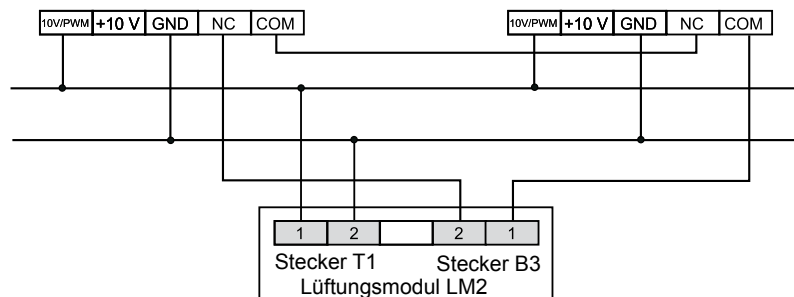 10V/PWM +10 V GND NC COM 10V/PWM +10 V GND NC COM
1 2 2 1
Stecker T1 Stecker B3
Lüftungsmodul LM2